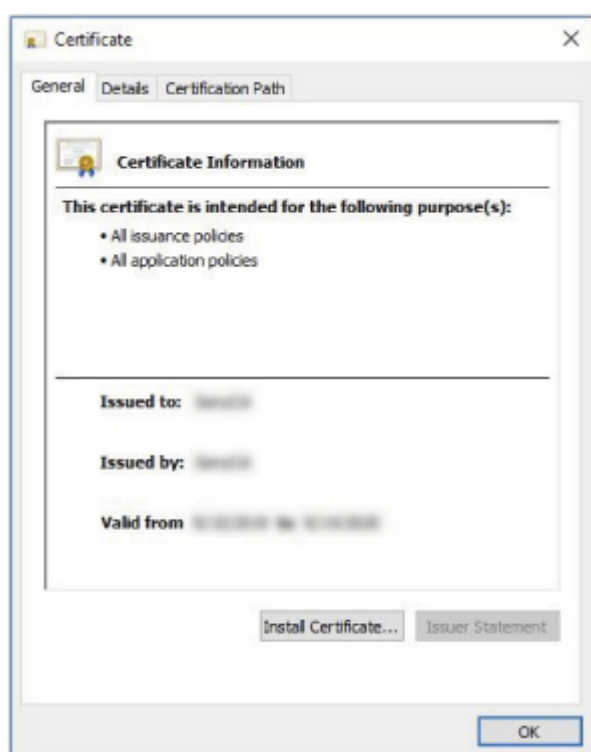 Certificate
General Details Certification Path
Certificate Information
This certificate is intended for the following purpose(s):
• All issuance policies
• All application policies
Issued to:
Issued by:
Valid from
Install Certificate... Issuer Statement
OK